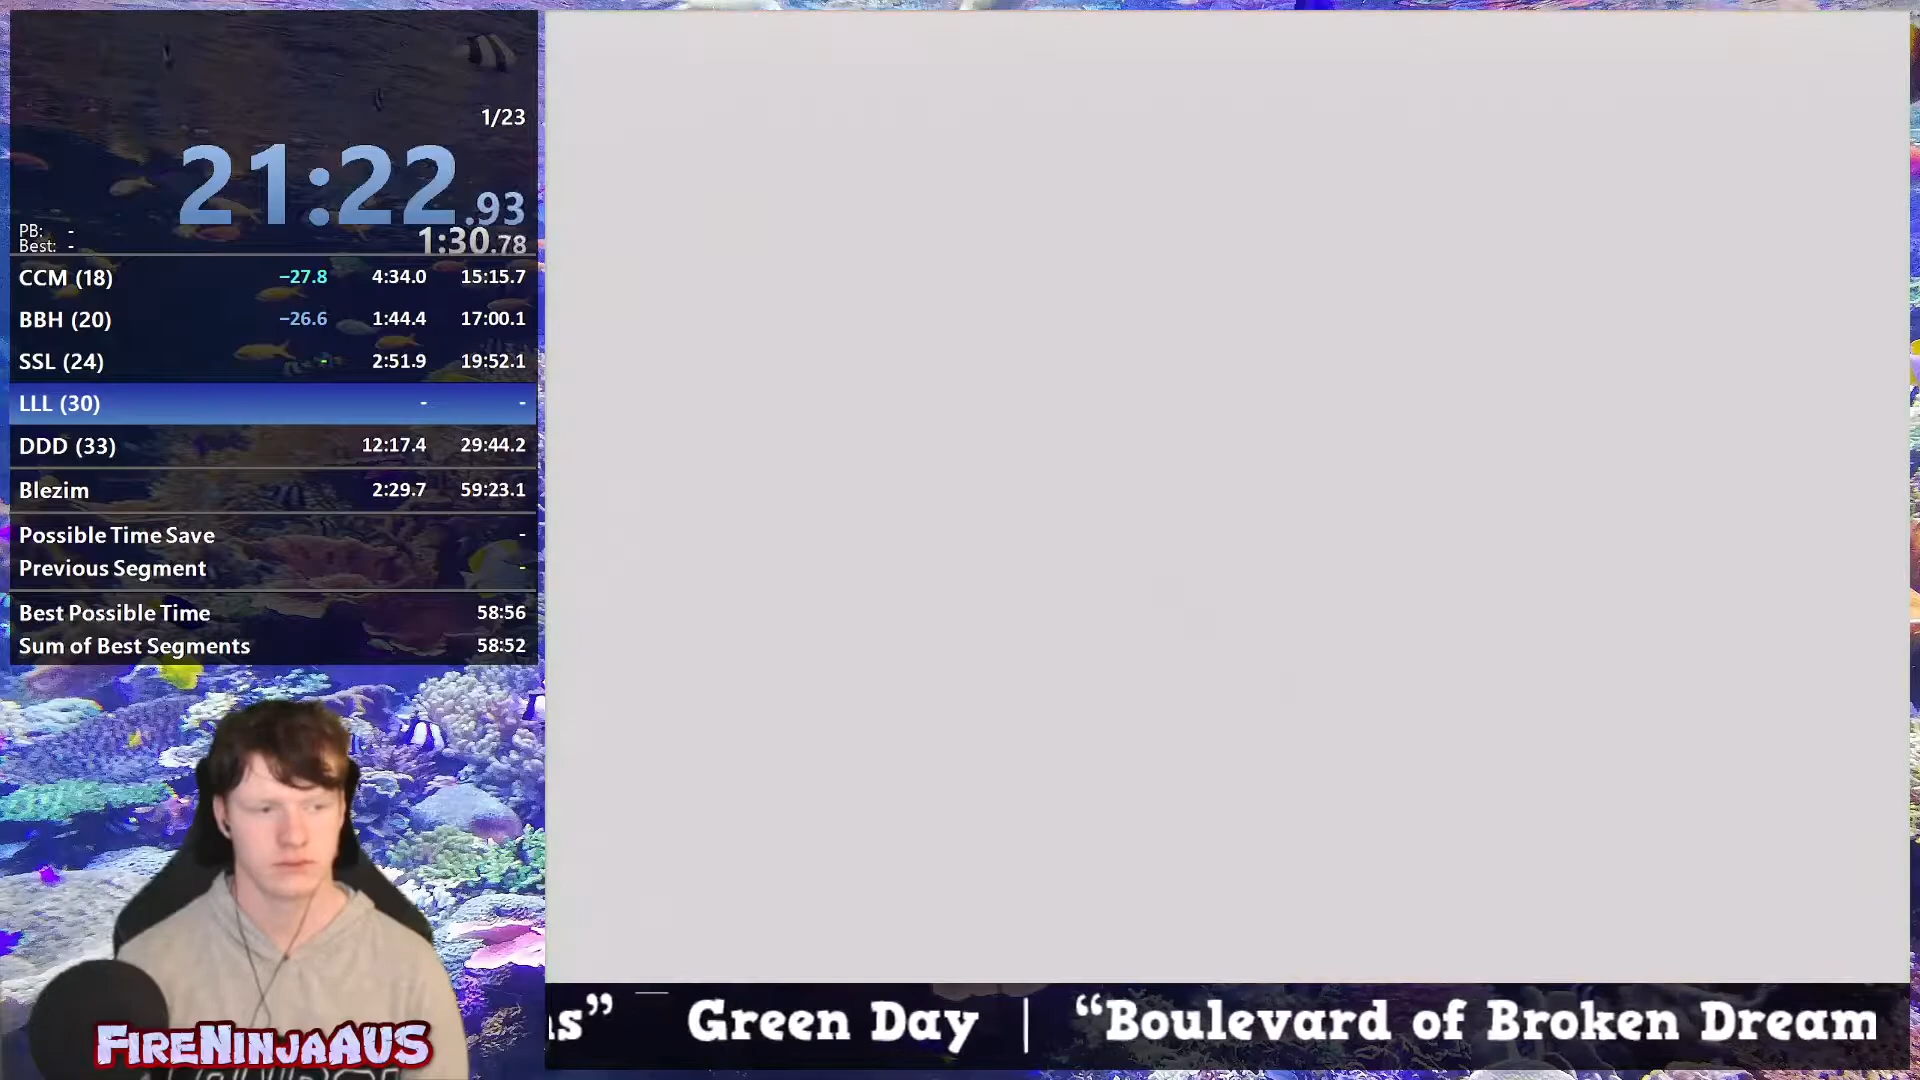 1/23
21:22.93
PB: -
Best: -
1:30.78
CCM (18) −27.8 4:34.0 15:15.7
BBH (20) −26.6 1:44.4 17:00.1
SSL (24) - 2:51.9 19:52.1
LLL (30) - -
DDD (33) 12:17.4 29:44.2
Blezim 2:29.7 59:23.1
Possible Time Save -
Previous Segment -
Best Possible Time 58:56
Sum of Best Segments 58:52
FIRENINJAAUS
s” Green Day | “Boulevard of Broken Dream